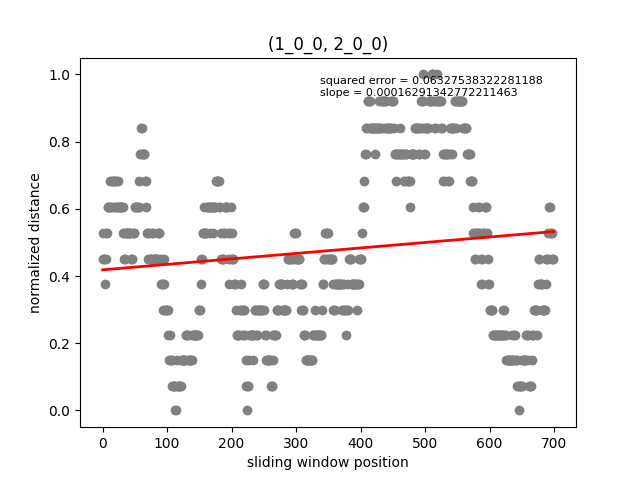 (1_0_0, 2_0_0)
squared error = 0.06327538322281188
slope = 0.00016291342772211463
1.0
0.8
0.6
0.4
0.2
0.0
normalized distance
0 100 200 300 400 500 600 700
sliding window position